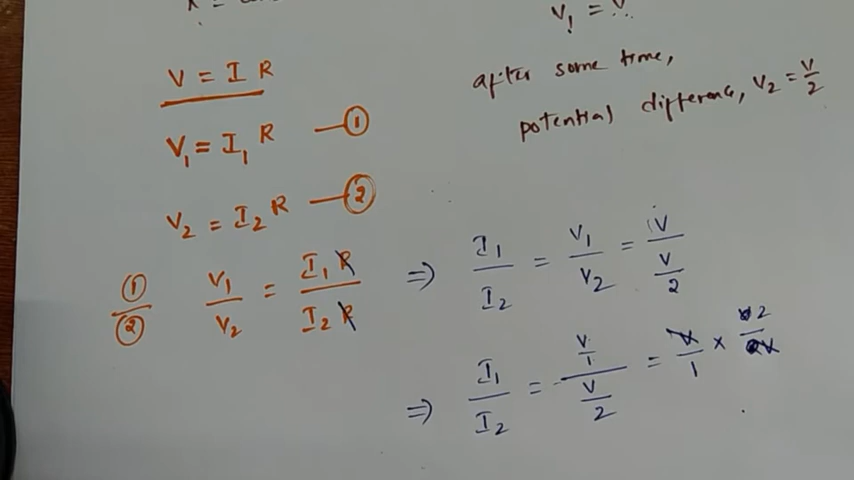 V = I R
V₁ = I₁ R —①
V₂ = I₂ R —②
①/② V₁/V₂ = I₁ R/I₂ R
V₁ = V
after some time,
potential difference, V₂ = V/2
⇒ I₁/I₂ = V₁/V₂ = V/(V/2)
⇒ I₁/I₂ = (V/1)/(V/2) = V/1 × 2/V